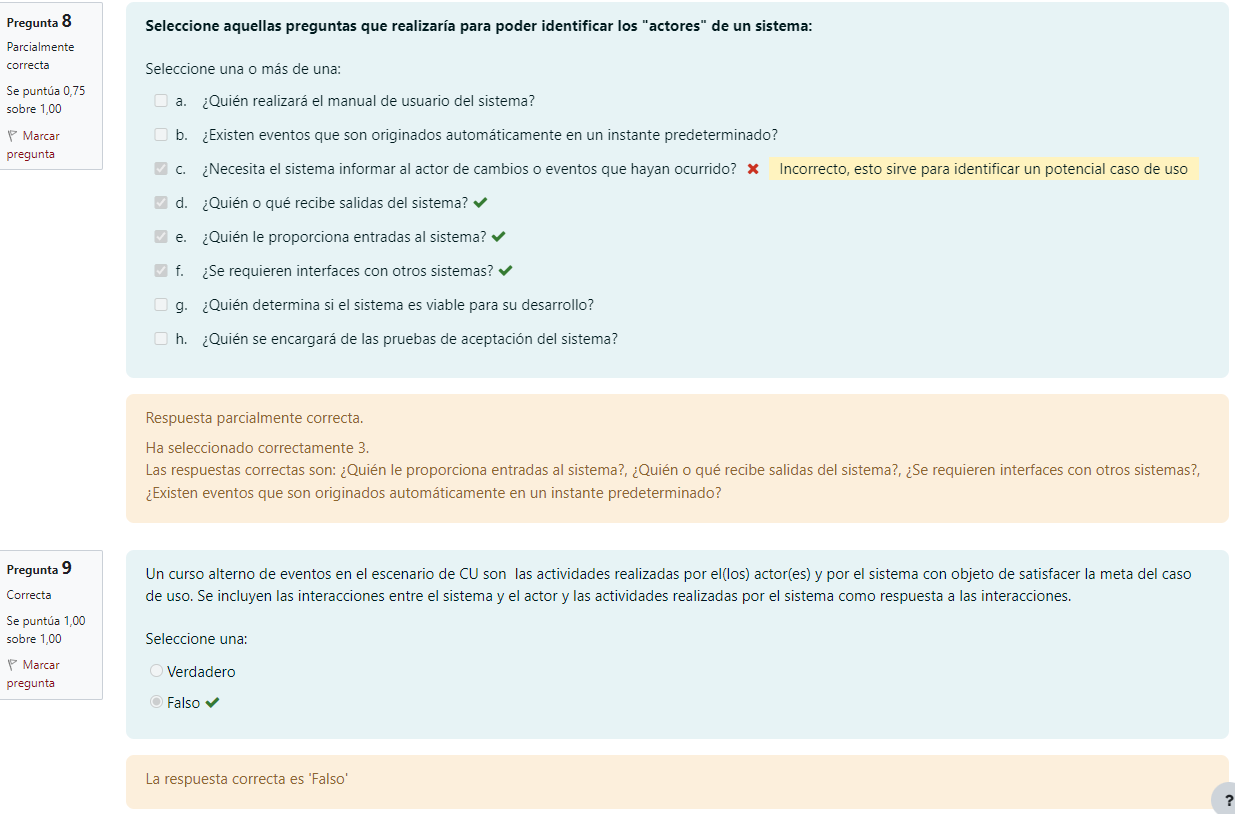 Pregunta 8
Parcialmente
correcta
Se puntúa 0,75
sobre 1,00
Marcar
pregunta
Seleccione aquellas preguntas que realizaría para poder identificar los "actores" de un sistema:
Seleccione una o más de una:
a. ¿Quién realizará el manual de usuario del sistema?
b. ¿Existen eventos que son originados automáticamente en un instante predeterminado?
c. ¿Necesita el sistema informar al actor de cambios o eventos que hayan ocurrido? Incorrecto, esto sirve para identificar un potencial caso de uso
d. ¿Quién o qué recibe salidas del sistema?
e. ¿Quién le proporciona entradas al sistema?
f. ¿Se requieren interfaces con otros sistemas?
g. ¿Quién determina si el sistema es viable para su desarrollo?
h. ¿Quién se encargará de las pruebas de aceptación del sistema?
Respuesta parcialmente correcta.
Ha seleccionado correctamente 3.
Las respuestas correctas son: ¿Quién le proporciona entradas al sistema?, ¿Quién o qué recibe salidas del sistema?, ¿Se requieren interfaces con otros sistemas?,
¿Existen eventos que son originados automáticamente en un instante predeterminado?
Pregunta 9
Correcta
Se puntúa 1,00
sobre 1,00
Marcar
pregunta
Un curso alterno de eventos en el escenario de CU son las actividades realizadas por el(los) actor(es) y por el sistema con objeto de satisfacer la meta del caso
de uso. Se incluyen las interacciones entre el sistema y el actor y las actividades realizadas por el sistema como respuesta a las interacciones.
Seleccione una:
Verdadero
Falso
La respuesta correcta es 'Falso'
?